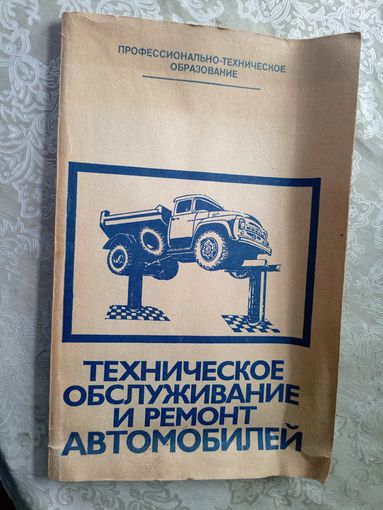 ПРОФЕССИОНАЛЬНО-ТЕХНИЧЕСКОЕ
ОБРАЗОВАНИЕ
ТЕХНИЧЕСКОЕ
ОБСЛУЖИВАНИЕ
И РЕМОНТ
АВТОМОБИЛЕЙ